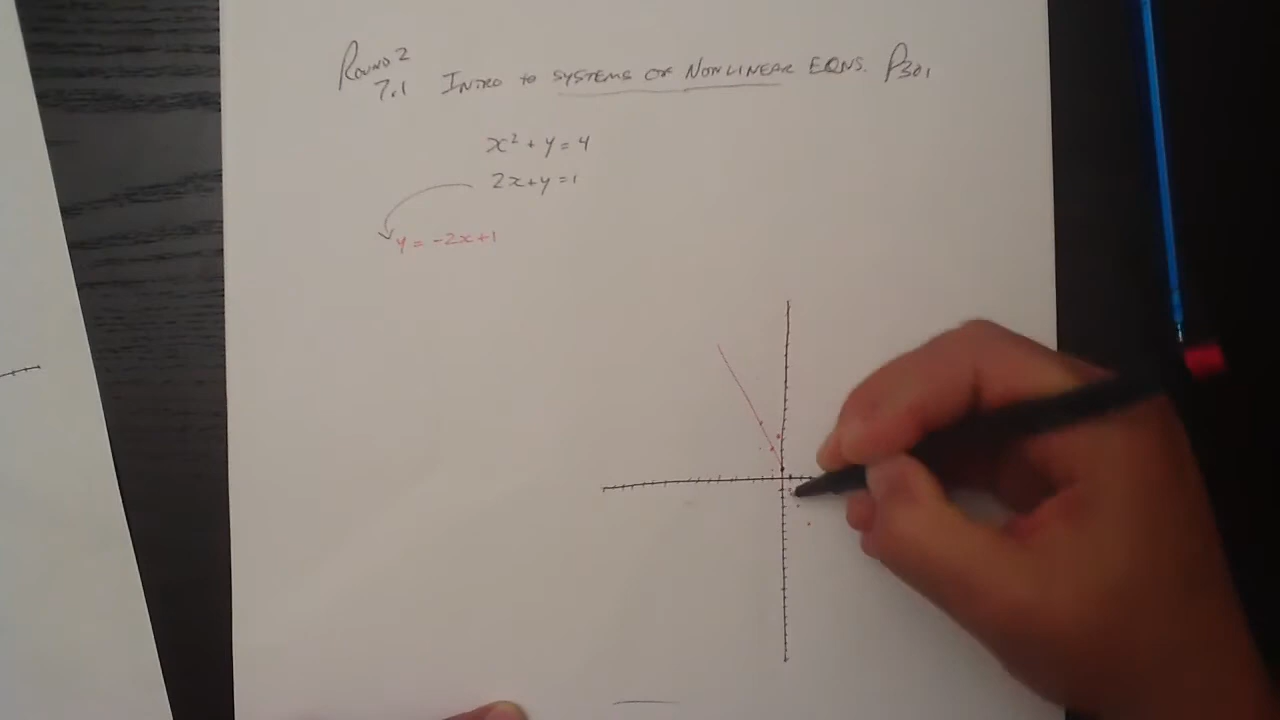 Round 2
7.1 Intro to SYSTEMS OF NONLINEAR EQNS. P301
x² + y = 4
2x+y=1
y = -2x+1